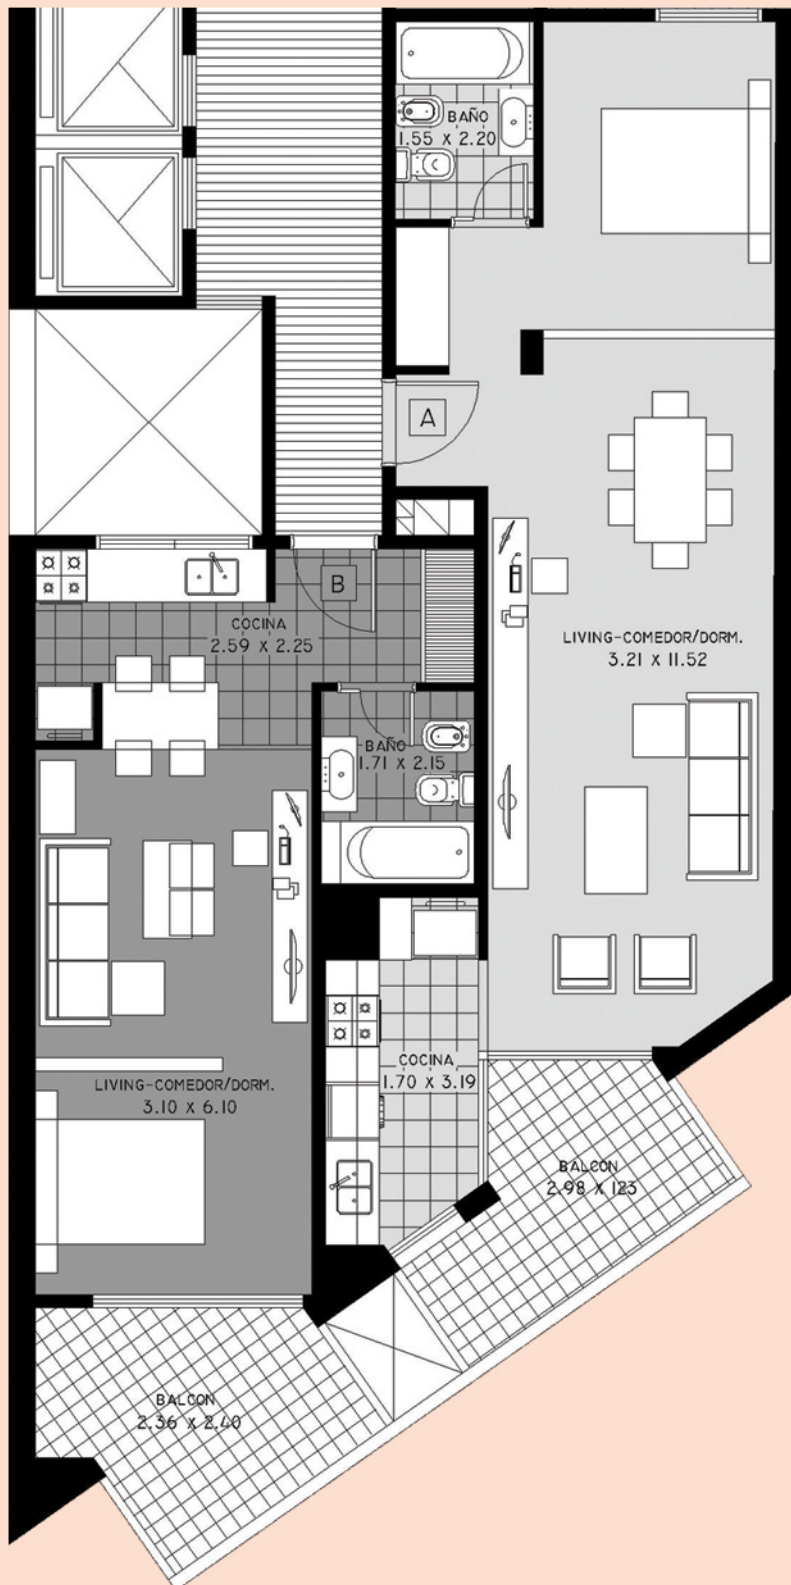 BAÑO
1.55 X 2.20
A
B
COCINA
2.59 X 2.25
LIVING-COMEDOR/DORM.
3.21 X 11.52
BAÑO
1.71 X 2.15
COCINA
1.70 X 3.19
LIVING-COMEDOR/DORM.
3.10 X 6.10
BALCON
2.98 X 123
BALCON
2.36 X 2.40